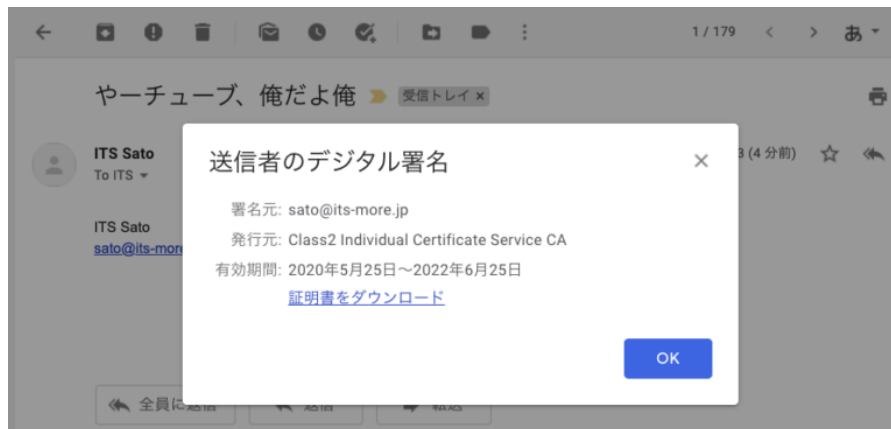 1 / 179
あ
やーチューブ、俺だよ俺 受信トレイ ×
ITS Sato
3 (4 分前)
To ITS
送信者のデジタル署名
署名元: sato@its-more.jp
発行元: Class2 Individual Certificate Service CA
有効期間: 2020年5月25日～2022年6月25日
証明書をダウンロード
ITS Sato
sato@its-more
OK
全員に返信
返信
転送